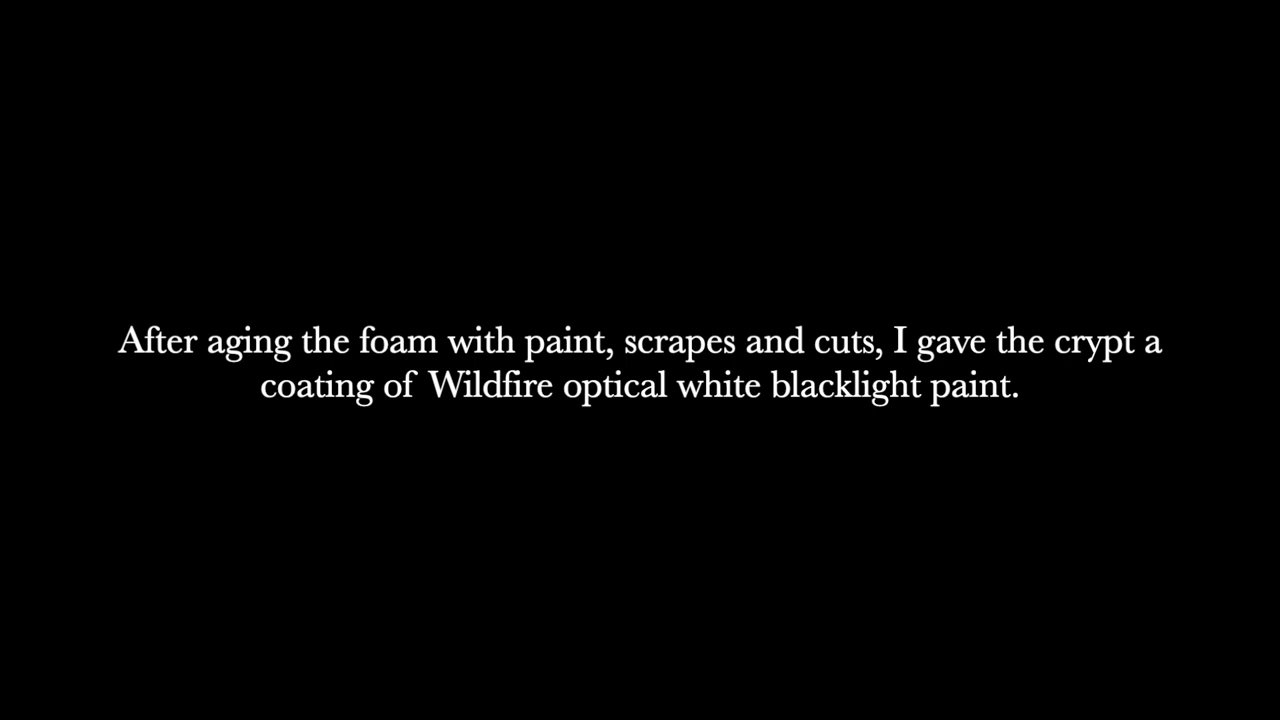 After aging the foam with paint, scrapes and cuts, I gave the crypt a
coating of Wildfire optical white blacklight paint.